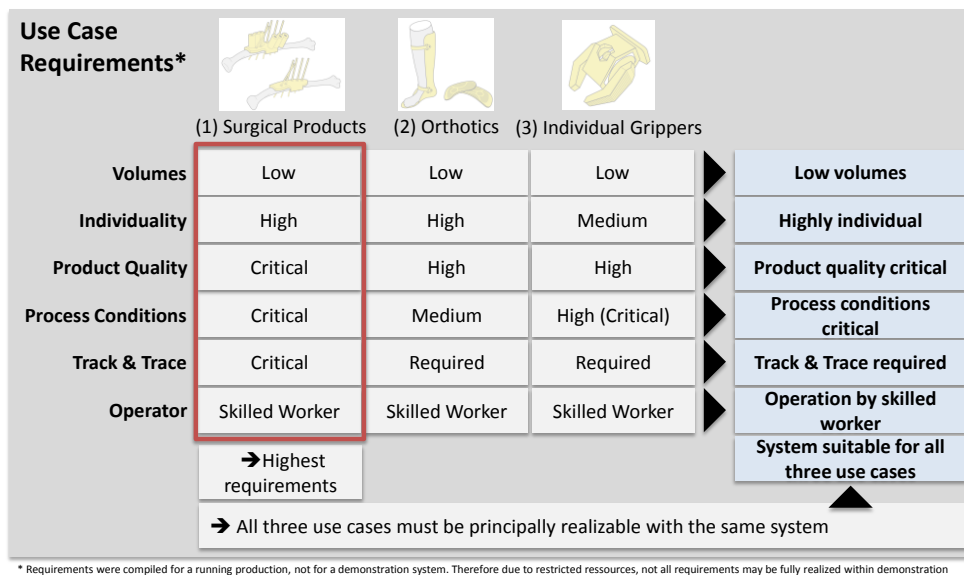 Use Case
Requirements*
(1) Surgical Products (2) Orthotics (3) Individual Grippers
Volumes Low Low Low Low volumes
Individuality High High Medium Highly individual
Product Quality Critical High High Product quality critical
Process Conditions Critical Medium High (Critical) Process conditions
critical
Track & Trace Critical Required Required Track & Trace required
Operator Skilled Worker Skilled Worker Skilled Worker Operation by skilled
worker
➔Highest
requirements
System suitable for all
three use cases
➔ All three use cases must be principally realizable with the same system
* Requirements were compiled for a running production, not for a demonstration system. Therefore due to restricted ressources, not all requirements may be fully realized within demonstration